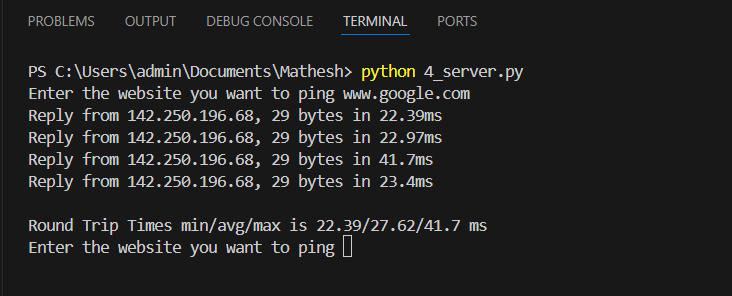 PROBLEMS OUTPUT DEBUG CONSOLE TERMINAL PORTS
PS C:\Users\admin\Documents\Mathesh> python 4_server.py
Enter the website you want to ping www.google.com
Reply from 142.250.196.68, 29 bytes in 22.39ms
Reply from 142.250.196.68, 29 bytes in 22.97ms
Reply from 142.250.196.68, 29 bytes in 41.7ms
Reply from 142.250.196.68, 29 bytes in 23.4ms
Round Trip Times min/avg/max is 22.39/27.62/41.7 ms
Enter the website you want to ping